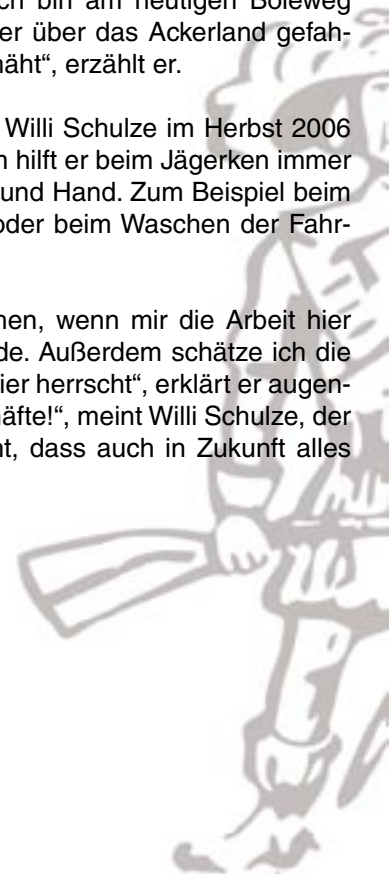 ch bin am heutigen Boleweg
er über das Ackerland gefah-
näht“, erzählt er.
Willi Schulze im Herbst 2006
hilft er beim Jägerken immer
und Hand. Zum Beispiel beim
oder beim Waschen der Fahr-
nen, wenn mir die Arbeit hier
de. Außerdem schätze ich die
ier herrscht“, erklärt er augen-
äfte!“, meint Willi Schulze, der
nt, dass auch in Zukunft alles